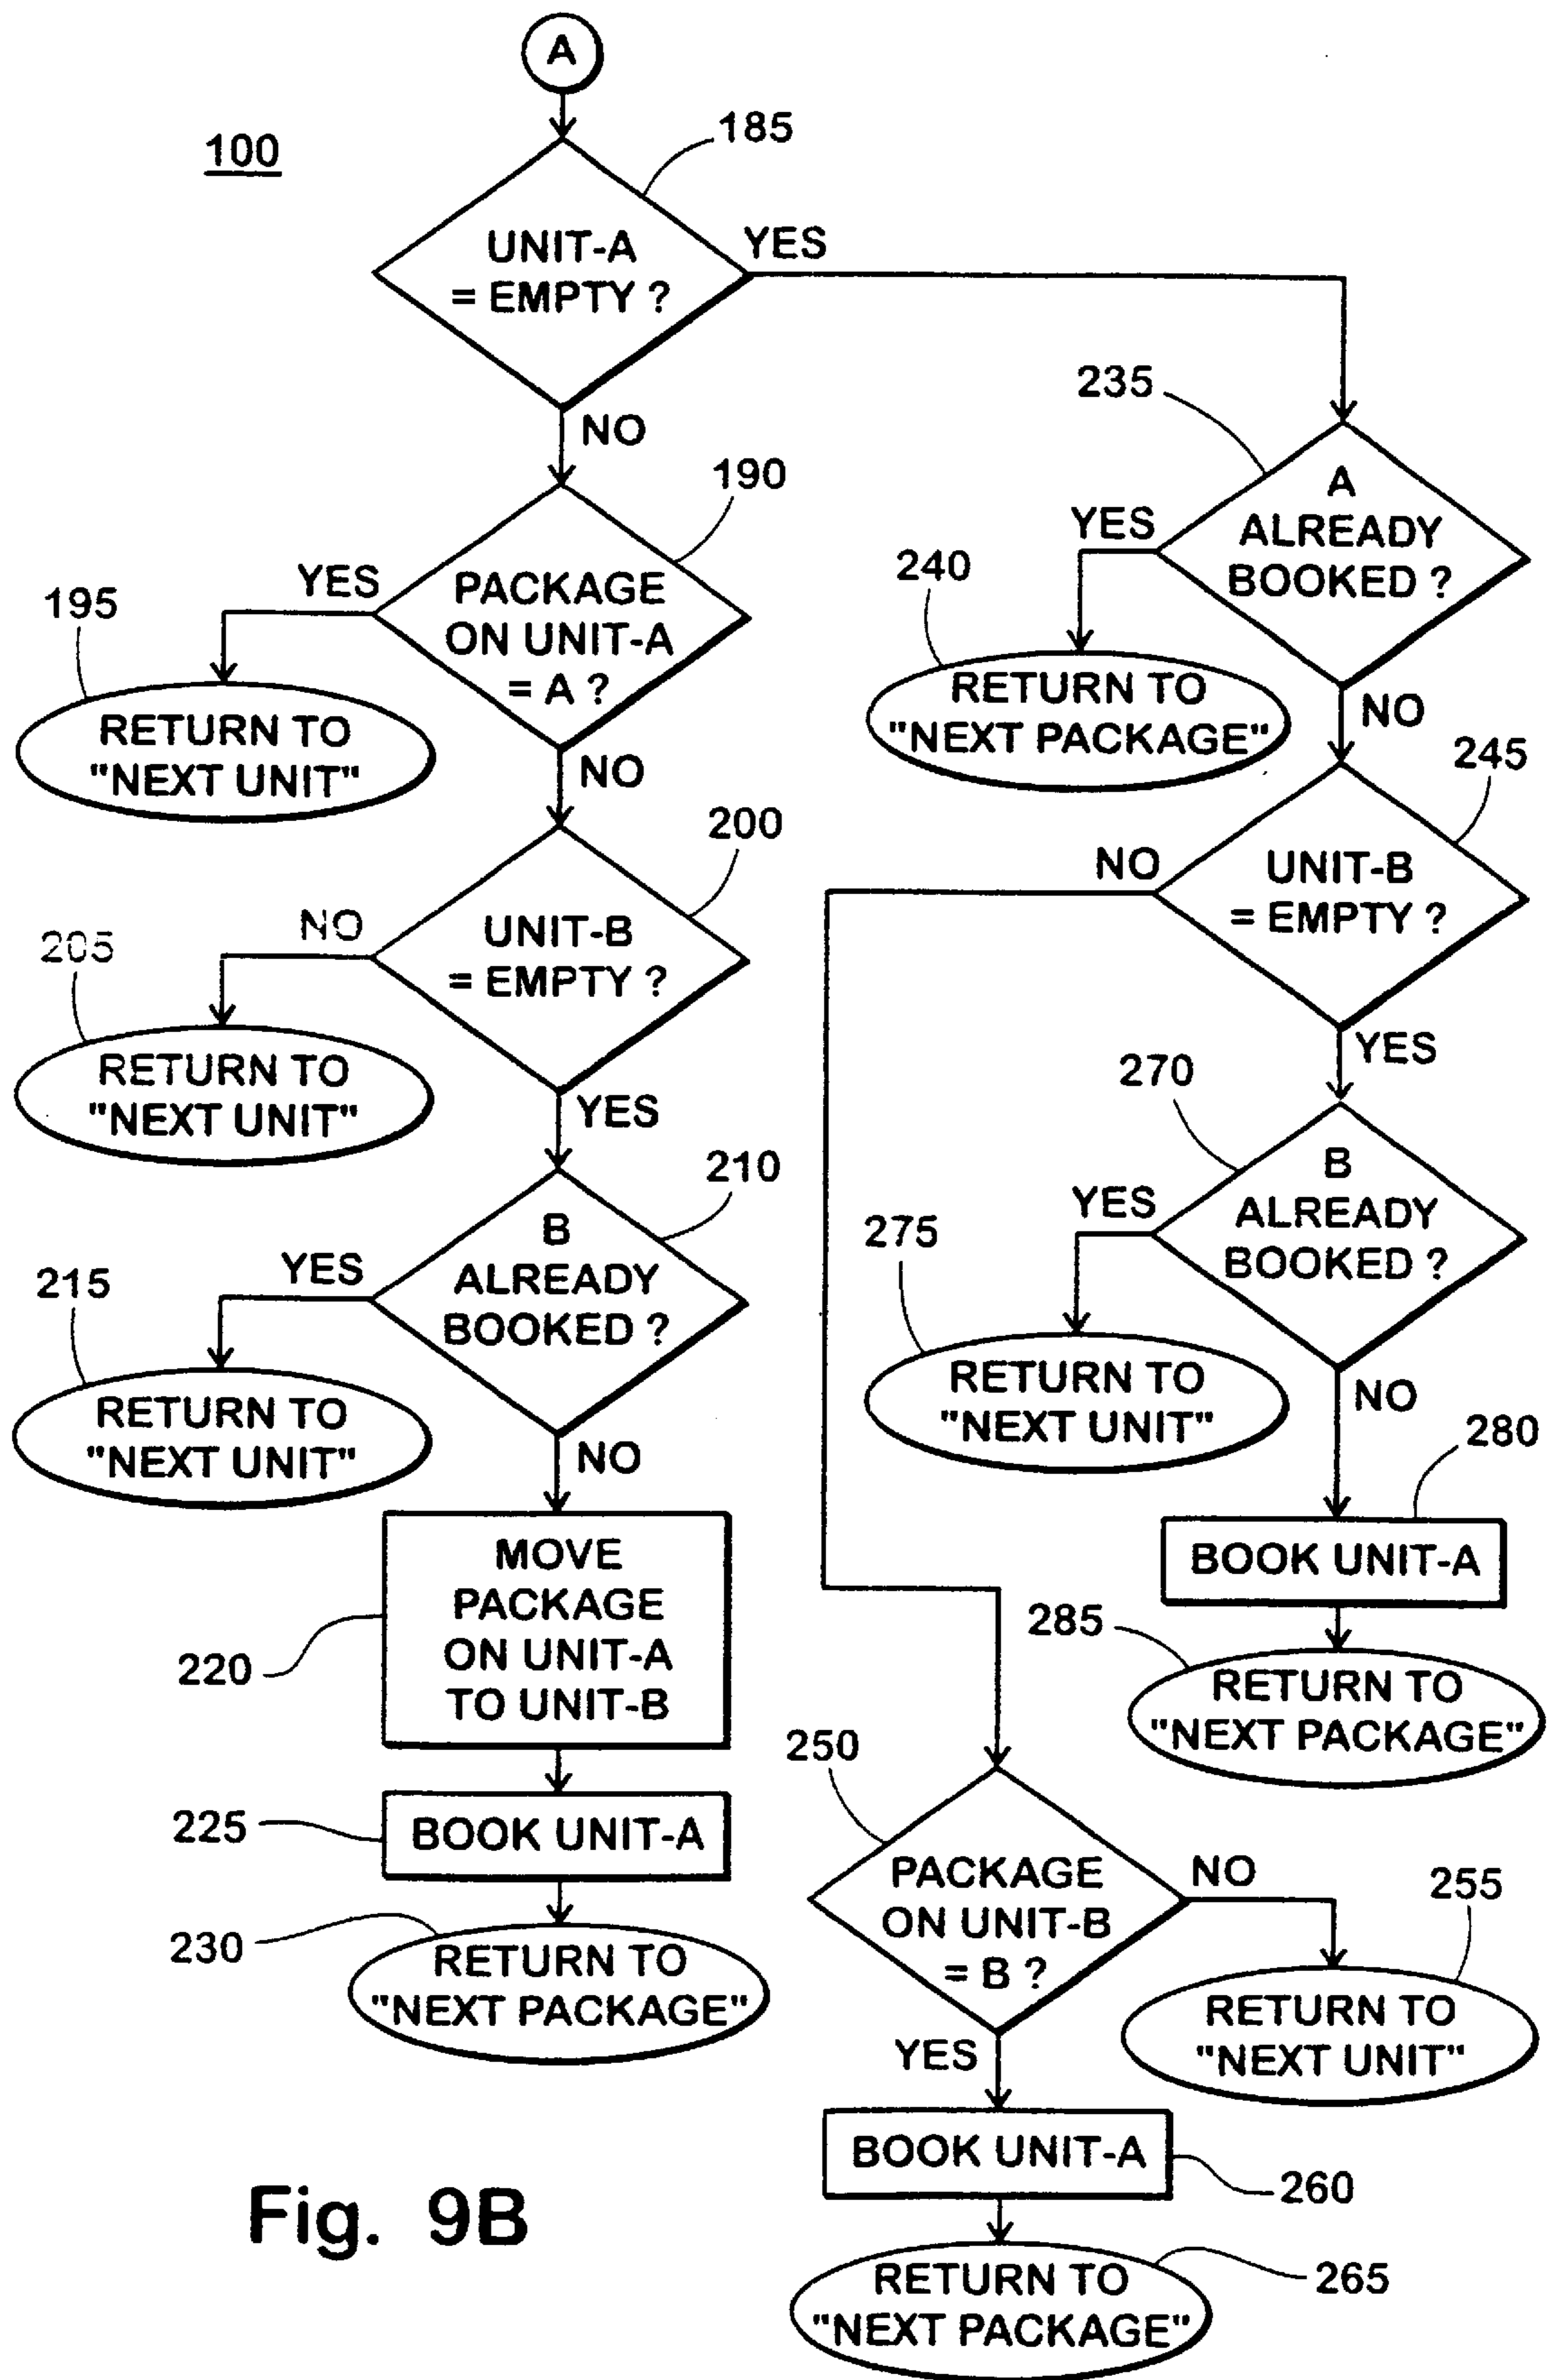 A
100
185
UNIT-A
= EMPTY ?
YES
NO
190
PACKAGE
ON UNIT-A
= A ?
YES
195
RETURN TO
"NEXT UNIT"
NO
200
UNIT-B
= EMPTY ?
NO
205
RETURN TO
"NEXT UNIT"
YES
210
B
ALREADY
BOOKED ?
YES
215
RETURN TO
"NEXT UNIT"
NO
MOVE
PACKAGE
ON UNIT-A
TO UNIT-B
220
225
BOOK UNIT-A
230
RETURN TO
"NEXT PACKAGE"
235
A
ALREADY
BOOKED ?
YES
240
RETURN TO
"NEXT PACKAGE"
NO
245
UNIT-B
= EMPTY ?
NO
YES
270
B
ALREADY
BOOKED ?
YES
275
RETURN TO
"NEXT UNIT"
NO
280
BOOK UNIT-A
285
RETURN TO
"NEXT PACKAGE"
250
PACKAGE
ON UNIT-B
= B ?
NO
255
RETURN TO
"NEXT UNIT"
YES
BOOK UNIT-A
260
RETURN TO
"NEXT PACKAGE"
265
Fig. 9B